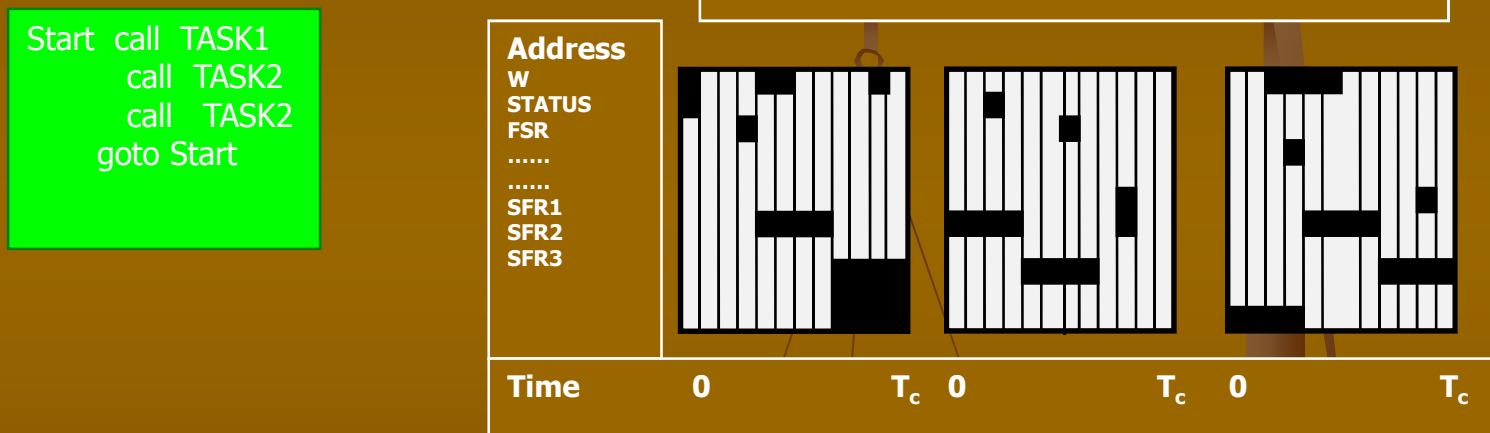 Start call TASK1
call TASK2
call TASK2
goto Start
Address
W
STATUS
FSR
......
......
SFR1
SFR2
SFR3
Time 0 Tc 0 Tc 0 Tc